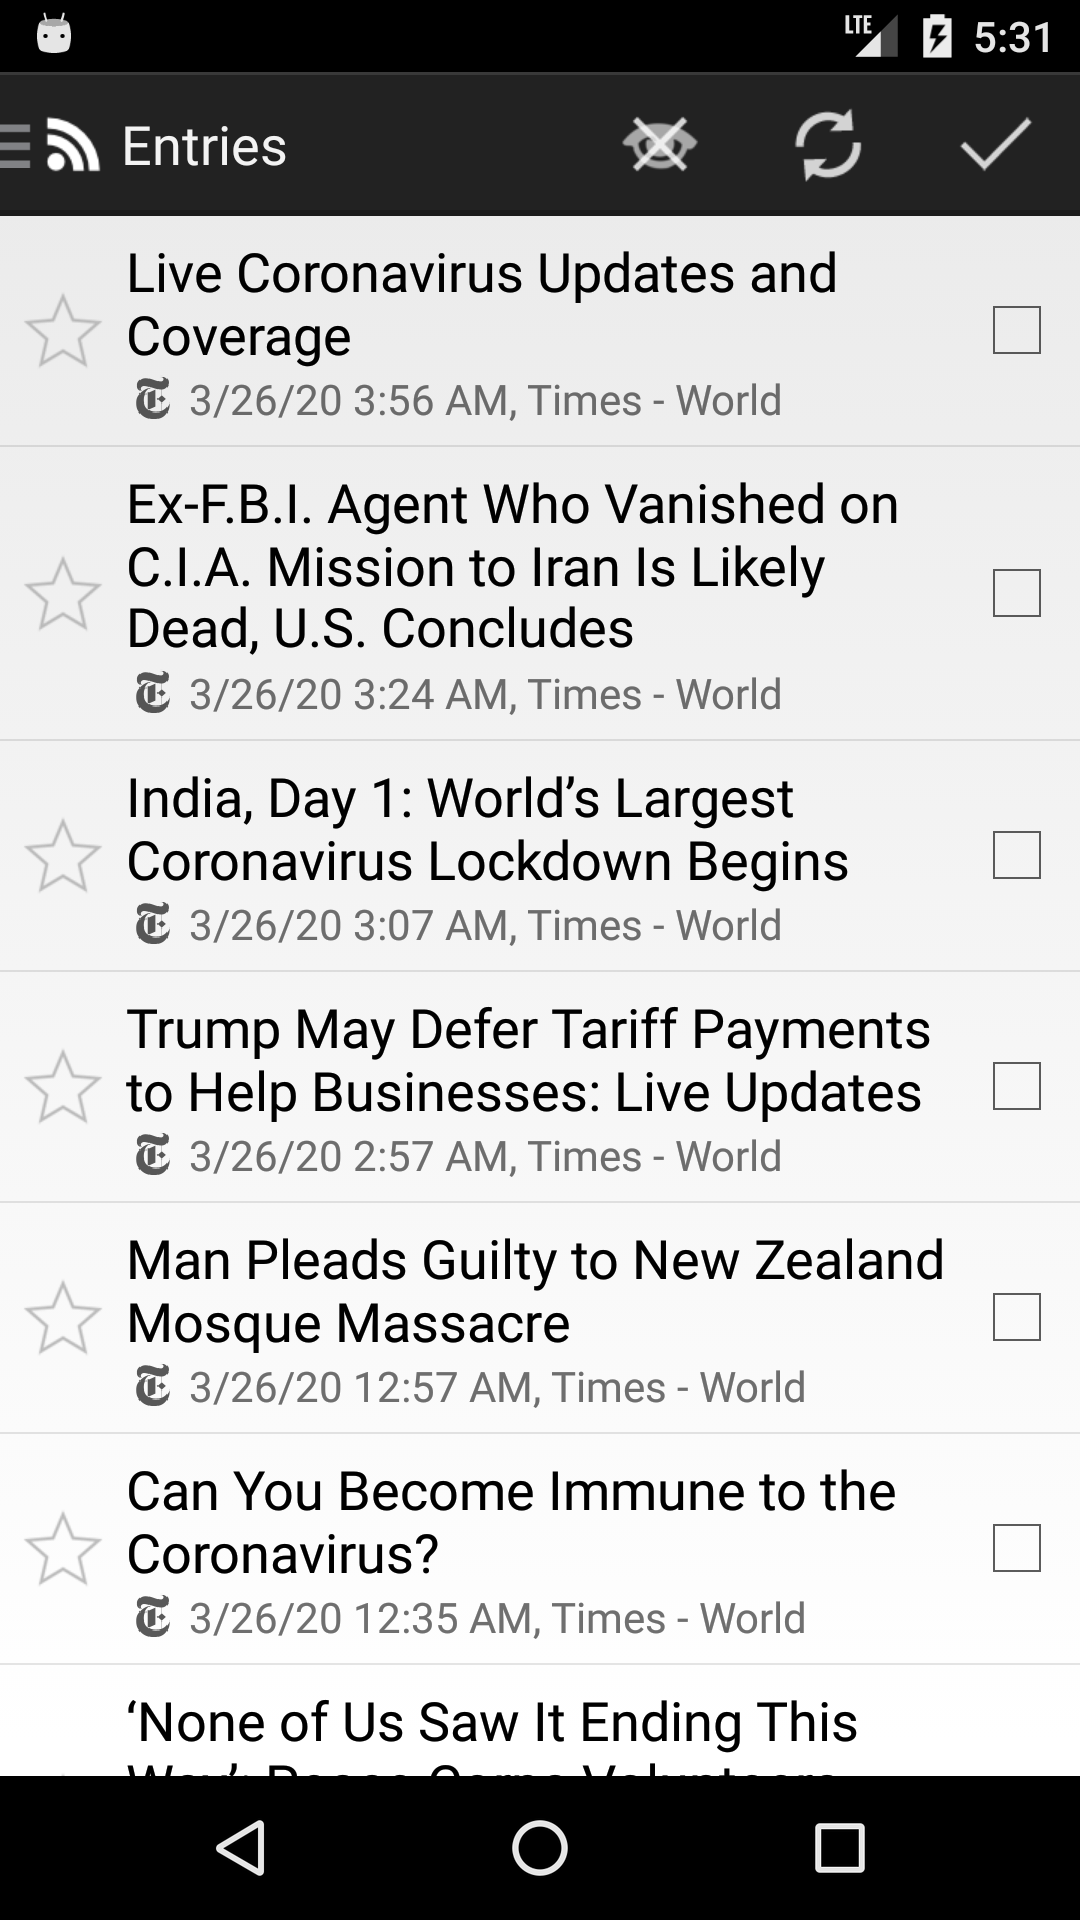 LTE 5:31
Entries
Live Coronavirus Updates and
Coverage
3/26/20 3:56 AM, Times - World
Ex-F.B.I. Agent Who Vanished on
C.I.A. Mission to Iran Is Likely
Dead, U.S. Concludes
3/26/20 3:24 AM, Times - World
India, Day 1: World’s Largest
Coronavirus Lockdown Begins
3/26/20 3:07 AM, Times - World
Trump May Defer Tariff Payments
to Help Businesses: Live Updates
3/26/20 2:57 AM, Times - World
Man Pleads Guilty to New Zealand
Mosque Massacre
3/26/20 12:57 AM, Times - World
Can You Become Immune to the
Coronavirus?
3/26/20 12:35 AM, Times - World
‘None of Us Saw It Ending This
Way’: Peace Corps Volunteers